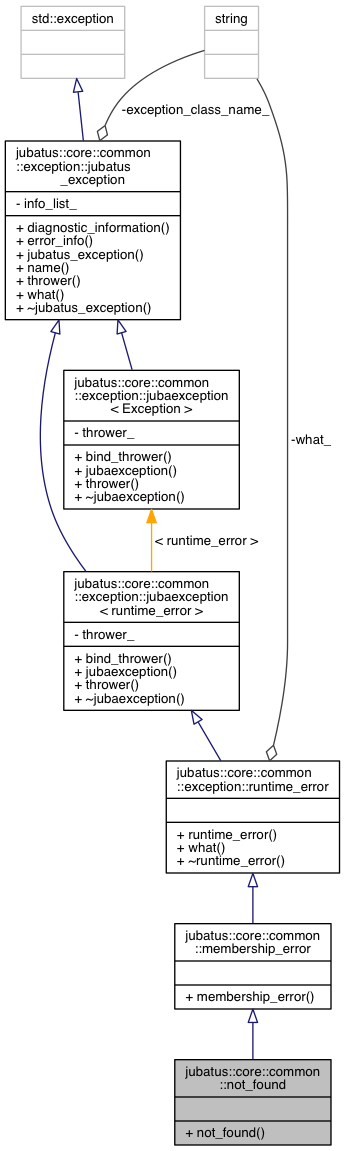 std::exception
string
-exception_class_name_
jubatus::core::common
::exception::jubatus
_exception
- info_list_
+ diagnostic_information()
+ error_info()
+ jubatus_exception()
+ name()
+ thrower()
+ what()
+ ~jubatus_exception()
jubatus::core::common
::exception::jubaexception
< Exception >
- thrower_
+ bind_thrower()
+ jubaexception()
+ thrower()
+ ~jubaexception()
-what_
< runtime_error >
jubatus::core::common
::exception::jubaexception
< runtime_error >
- thrower_
+ bind_thrower()
+ jubaexception()
+ thrower()
+ ~jubaexception()
jubatus::core::common
::exception::runtime_error
+ runtime_error()
+ what()
+ ~runtime_error()
jubatus::core::common
::membership_error
+ membership_error()
jubatus::core::common
::not_found
+ not_found()